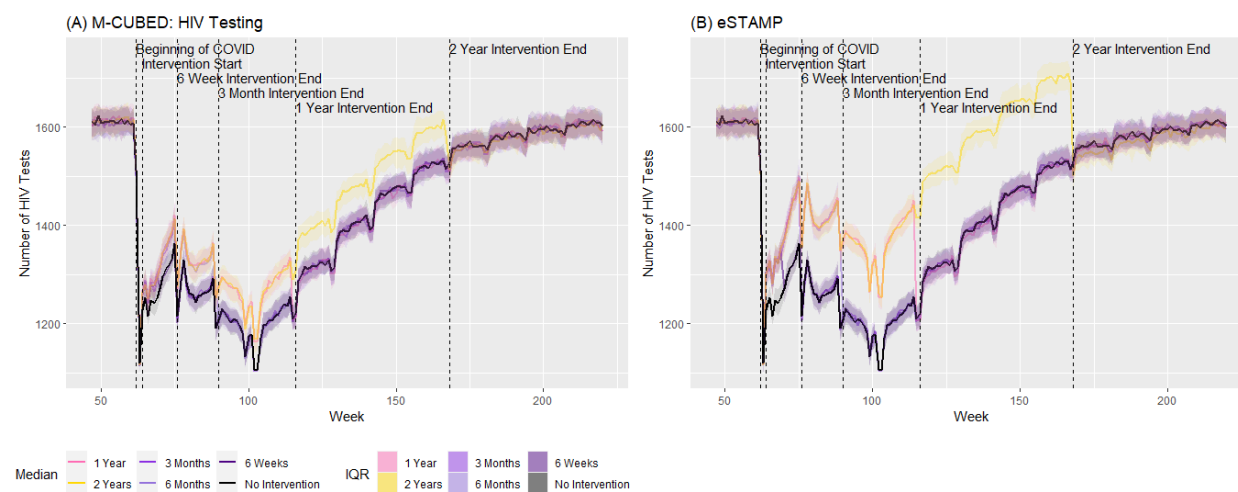 (A) M-CUBED: HIV Testing
Number of HIV Tests
1600
1400
1200
Beginning of COVID
Intervention Start
6 Week Intervention End
3 Month Intervention End
1 Year Intervention End
2 Year Intervention End
50
100
150
200
Week
(B) eSTAMP
Number of HIV Tests
1600
1400
1200
Beginning of COVID
Intervention Start
6 Week Intervention End
3 Month Intervention End
1 Year Intervention End
2 Year Intervention End
50
100
150
200
Week
Median
1 Year
3 Months
6 Weeks
2 Years
6 Months
No Intervention
IQR
1 Year
3 Months
6 Weeks
2 Years
6 Months
No Intervention